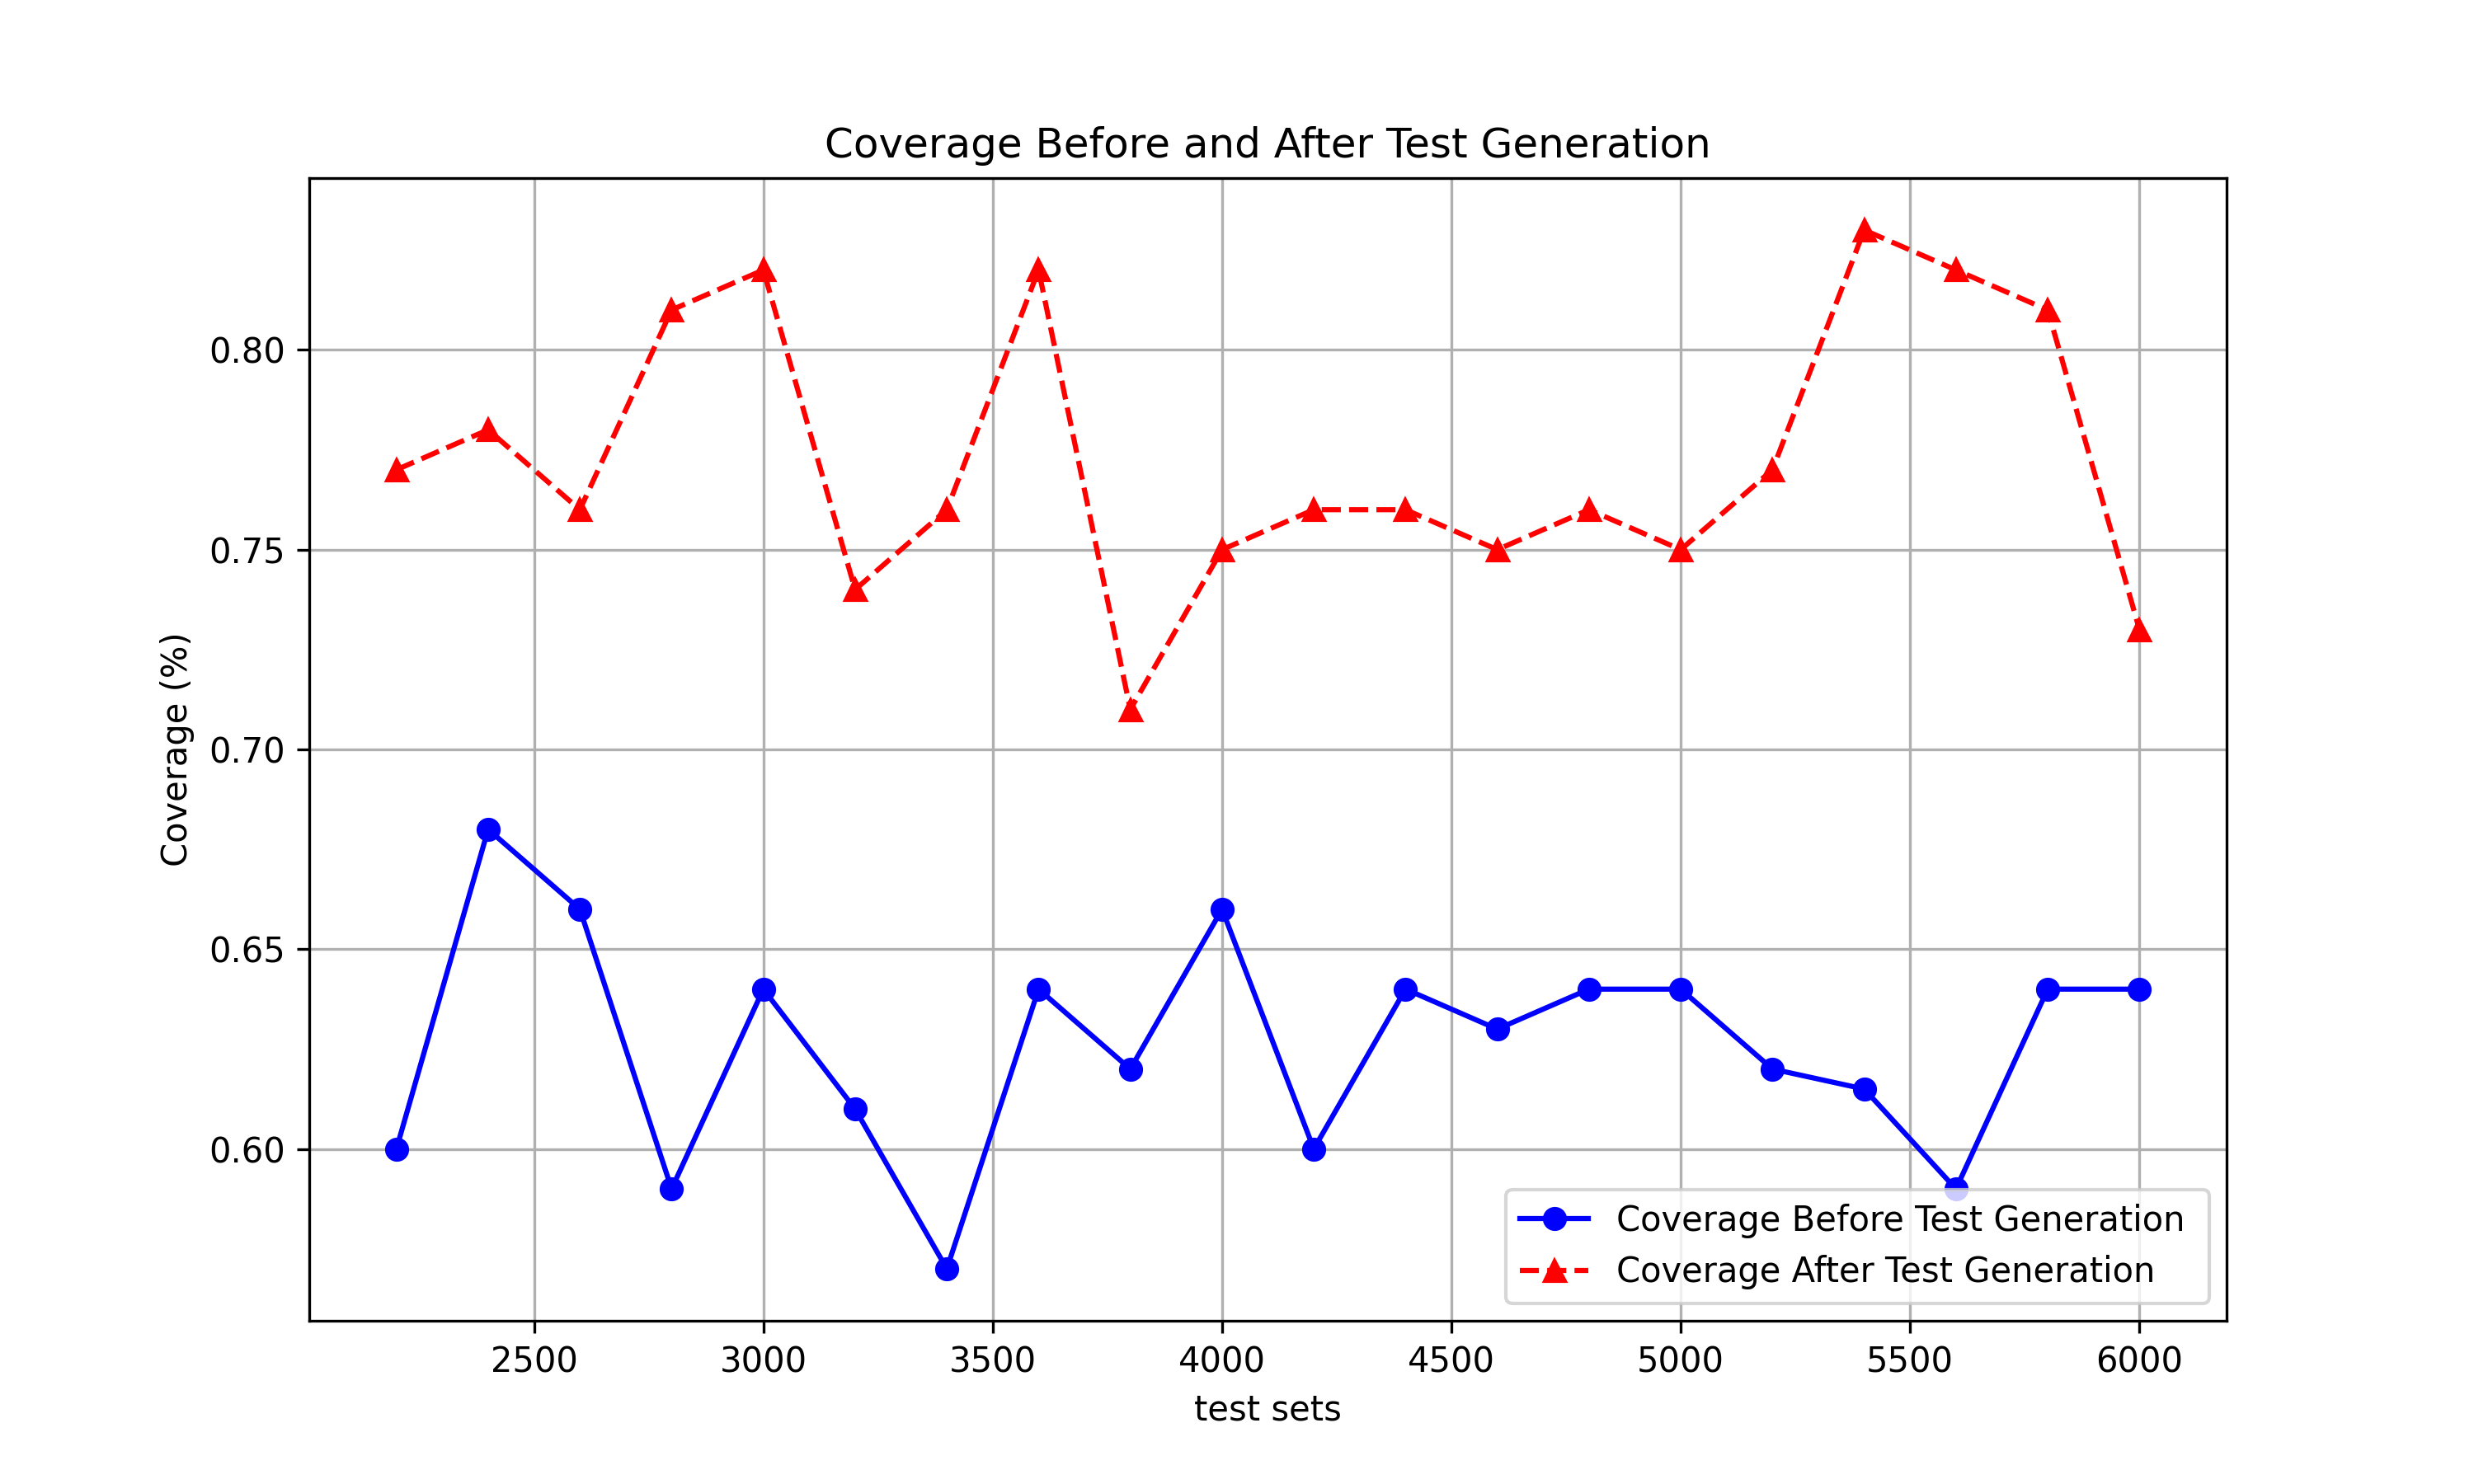 Coverage Before and After Test Generation
Coverage (%)
0.80
0.75
0.70
0.65
0.60
2500 3000 3500 4000 4500 5000 5500 6000
test sets
Coverage Before Test Generation
Coverage After Test Generation